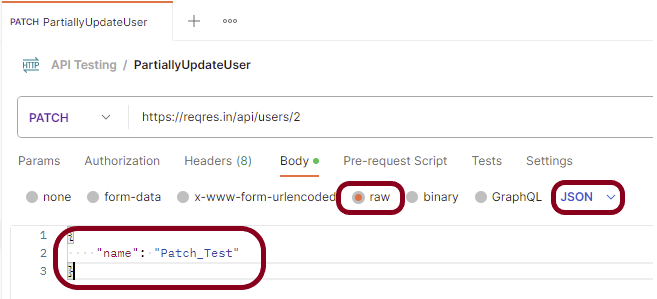 PATCH PartiallyUpdateUser
HTTP API Testing / PartiallyUpdateUser
PATCH https://reqres.in/api/users/2
Params Authorization Headers (8) Body Pre-request Script Tests Settings
none form-data x-www-form-urlencoded raw binary GraphQL JSON
1 {
2 "name": "Patch_Test"
3 }